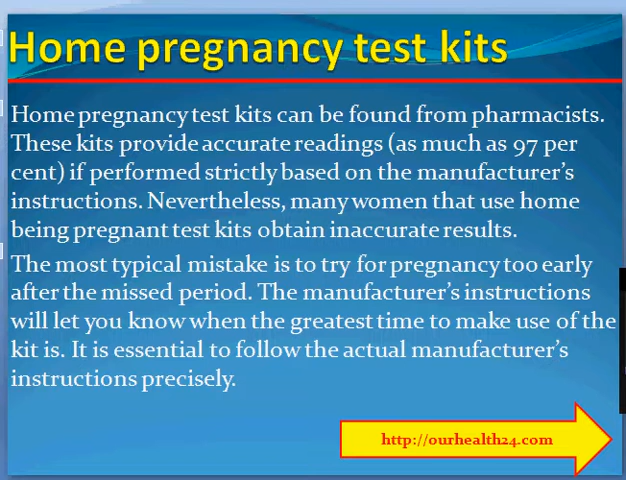 Home pregnancy test kits
Home pregnancy test kits can be found from pharmacists.
These kits provide accurate readings (as much as 97 per
cent) if performed strictly based on the manufacturer's
instructions. Nevertheless, many women that use home
being pregnant test kits obtain inaccurate results.
The most typical mistake is to try for pregnancy too early
after the missed period. The manufacturer's instructions
will let you know when the greatest time to make use of the
kit is. It is essential to follow the actual manufacturer's
instructions precisely.
http://ourhealth24.com